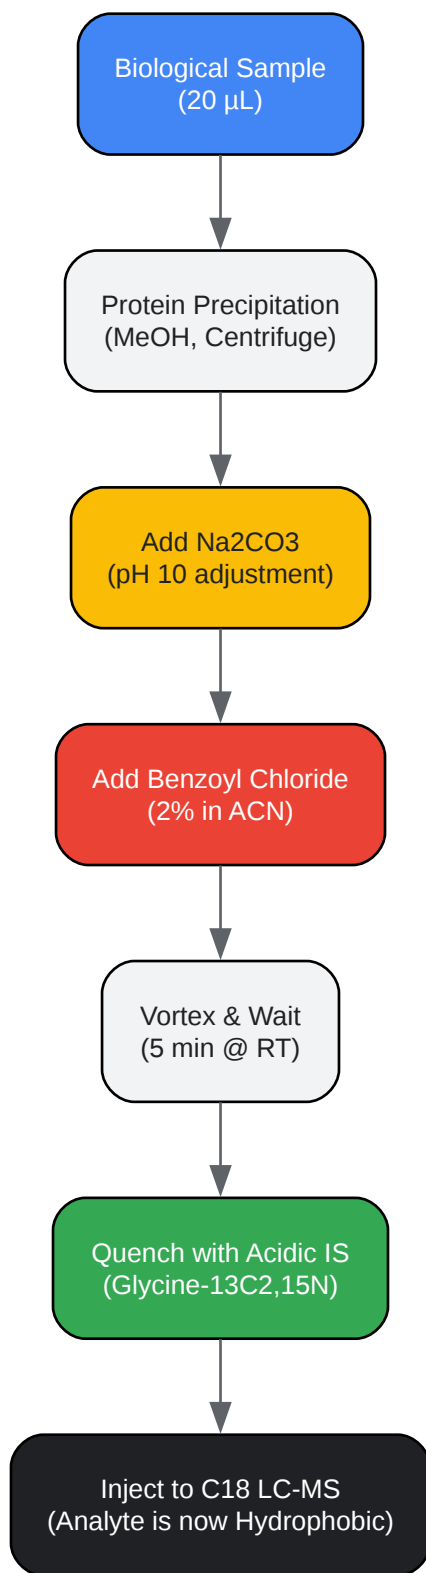 Biological Sample
(20 µL)
Protein Precipitation
(MeOH, Centrifuge)
Add Na2CO3
(pH 10 adjustment)
Add Benzoyl Chloride
(2% in ACN)
Vortex & Wait
(5 min @ RT)
Quench with Acidic IS
(Glycine-13C2,15N)
Inject to C18 LC-MS
(Analyte is now Hydrophobic)